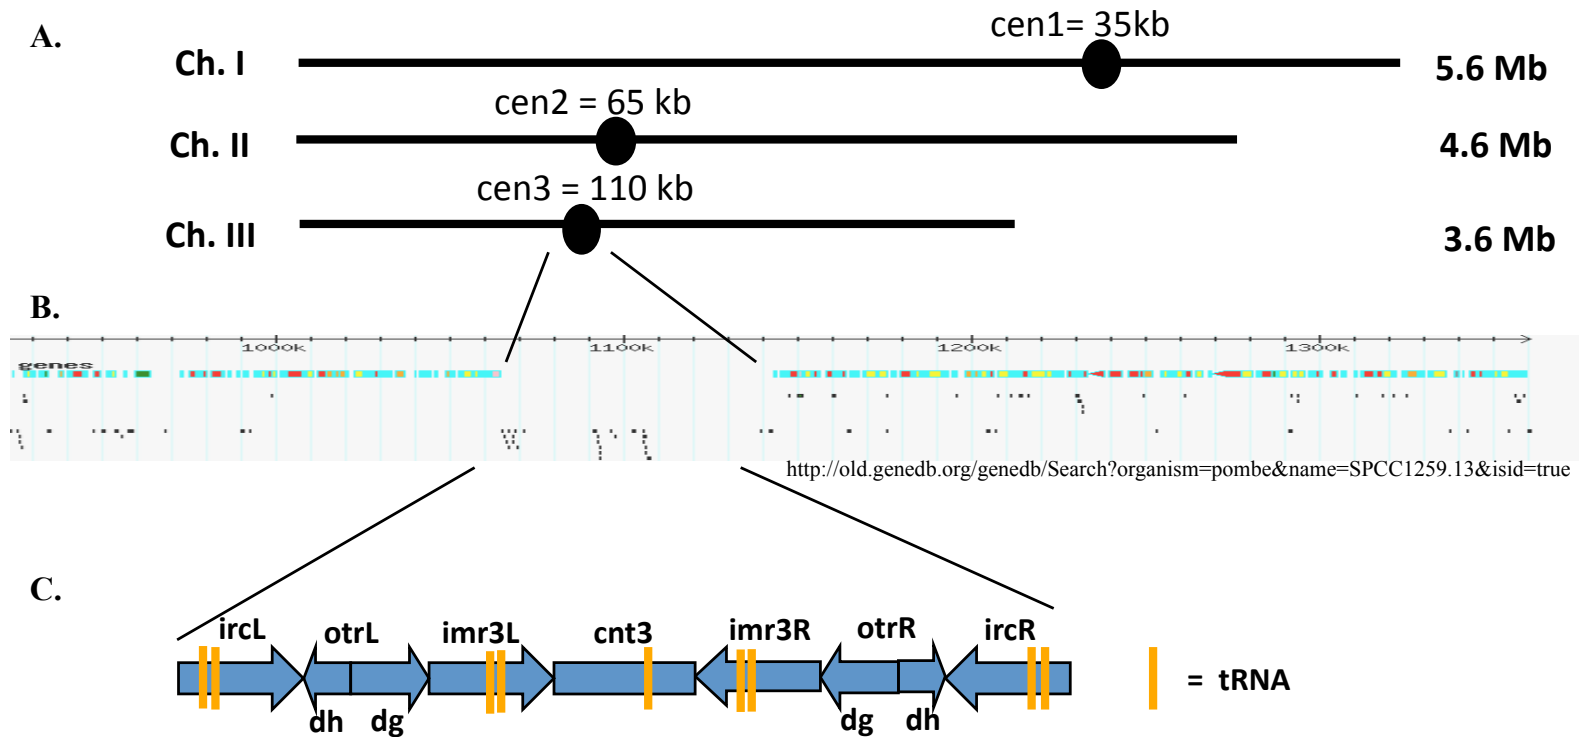 A.
cen1= 35kb
Ch. I
5.6 Mb
cen2 = 65 kb
Ch. II
4.6 Mb
cen3 = 110 kb
Ch. III
3.6 Mb
B.
1000k 1100k 1200k 1300k
genes
http://old.genedb.org/genedb/Search?organism=pombe&name=SPCC1259.13&isid=true
C.
ircL otrL imr3L cnt3 imr3R otrR ircR
= tRNA
dh dg dg dh